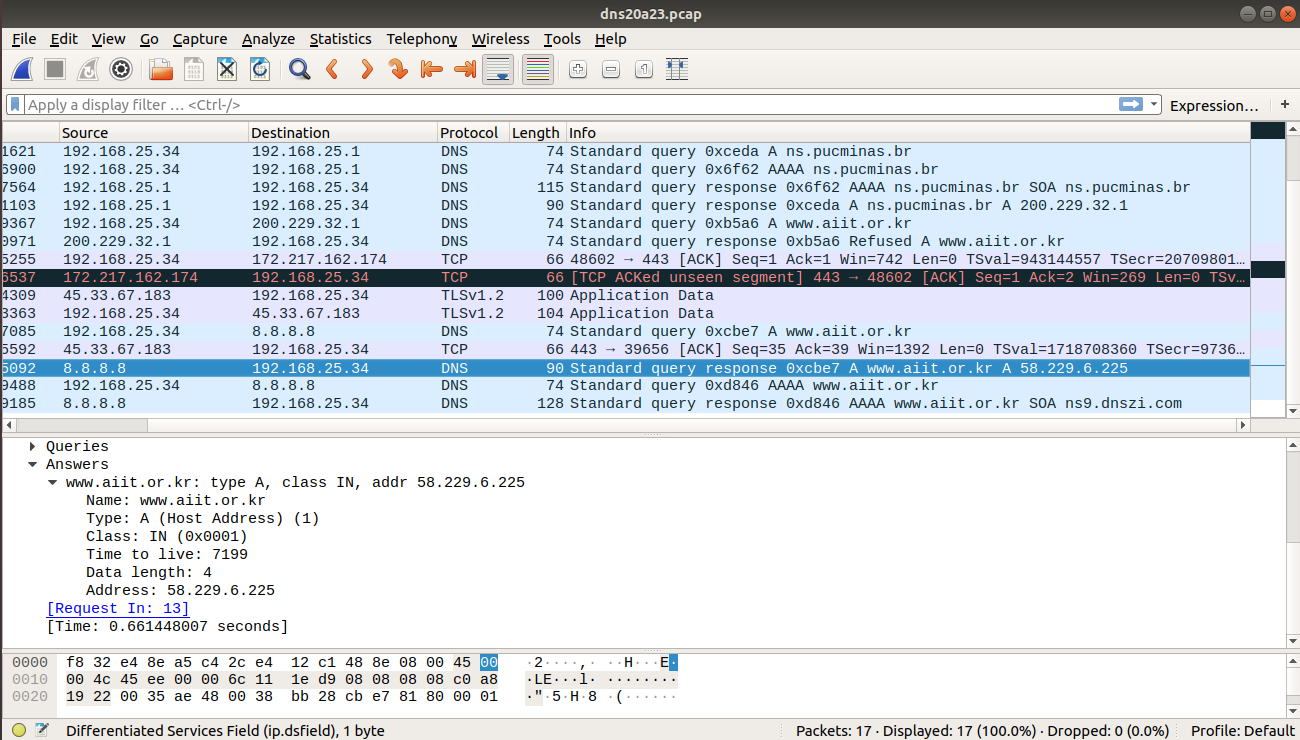 dns20a23.pcap
File Edit View Go Capture Analyze Statistics Telephony Wireless Tools Help
Apply a display filter … <Ctrl-/> Expression… +
Source Destination Protocol Length Info
1621 192.168.25.34 192.168.25.1 DNS 74 Standard query 0xceda A ns.pucminas.br
6900 192.168.25.34 192.168.25.1 DNS 74 Standard query 0x6f62 AAAA ns.pucminas.br
7564 192.168.25.1 192.168.25.34 DNS 115 Standard query response 0x6f62 AAAA ns.pucminas.br SOA ns.pucminas.br
1103 192.168.25.1 192.168.25.34 DNS 90 Standard query response 0xceda A ns.pucminas.br A 200.229.32.1
9367 192.168.25.34 200.229.32.1 DNS 74 Standard query 0xb5a6 A www.aiit.or.kr
9971 200.229.32.1 192.168.25.34 DNS 74 Standard query response 0xb5a6 Refused A www.aiit.or.kr
5255 192.168.25.34 172.217.162.174 TCP 66 48602 → 443 [ACK] Seq=1 Ack=1 Win=742 Len=0 TSval=943144557 TSecr=20709801…
6537 172.217.162.174 192.168.25.34 TCP 66 [TCP ACKed unseen segment] 443 → 48602 [ACK] Seq=1 Ack=2 Win=269 Len=0 TSv…
4309 45.33.67.183 192.168.25.34 TLSv1.2 100 Application Data
3363 192.168.25.34 45.33.67.183 TLSv1.2 104 Application Data
7085 192.168.25.34 8.8.8.8 DNS 74 Standard query 0xcbe7 A www.aiit.or.kr
5592 45.33.67.183 192.168.25.34 TCP 66 443 → 39656 [ACK] Seq=35 Ack=39 Win=1392 Len=0 TSval=1718708360 TSecr=9736…
5092 8.8.8.8 192.168.25.34 DNS 90 Standard query response 0xcbe7 A www.aiit.or.kr A 58.229.6.225
9488 192.168.25.34 8.8.8.8 DNS 74 Standard query 0xd846 AAAA www.aiit.or.kr
9185 8.8.8.8 192.168.25.34 DNS 128 Standard query response 0xd846 AAAA www.aiit.or.kr SOA ns9.dnszi.com
Queries
Answers
www.aiit.or.kr: type A, class IN, addr 58.229.6.225
Name: www.aiit.or.kr
Type: A (Host Address) (1)
Class: IN (0x0001)
Time to live: 7199
Data length: 4
Address: 58.229.6.225
[Request In: 13]
[Time: 0.661448007 seconds]
0000 f8 32 e4 8e a5 c4 2c e4 12 c1 48 8e 08 00 45 00 ·2····,· ··H···E·
0010 00 4c 45 ee 00 00 6c 11 1e d9 08 08 08 08 c0 a8 ·LE···l· ········
0020 19 22 00 35 ae 48 00 38 bb 28 cb e7 81 80 00 01 ·"·5·H·8 ·(······
Differentiated Services Field (ip.dsfield), 1 byte Packets: 17 · Displayed: 17 (100.0%) · Dropped: 0 (0.0%) Profile: Default